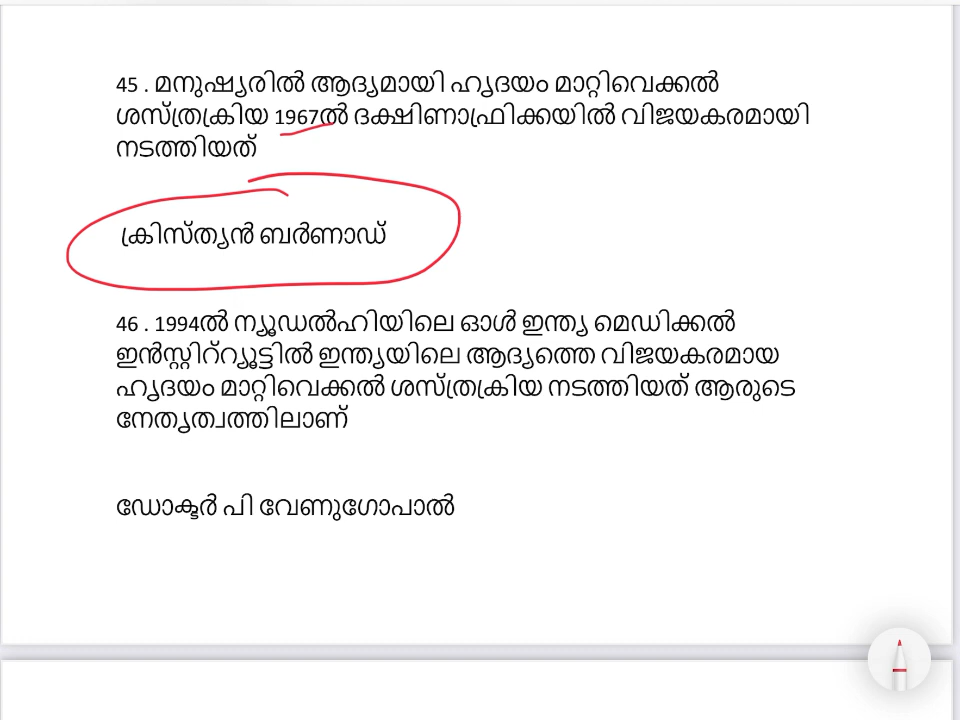 45 . മനുഷ്യരിൽ ആദ്യമായി ഹൃദയം മാറ്റിവെക്കൽ
ശസ്ത്രക്രിയ 1967ൽ ദക്ഷിണാഫ്രിക്കയിൽ വിജയകരമായി
നടത്തിയത്
ക്രിസ്ത്യൻ ബർണാഡ്
46 . 1994ൽ ന്യൂഡൽഹിയിലെ ഓൾ ഇന്ത്യ മെഡിക്കൽ
ഇൻസ്റ്റിറ്റ്യൂട്ടിൽ ഇന്ത്യയിലെ ആദ്യത്തെ വിജയകരമായ
ഹൃദയം മാറ്റിവെക്കൽ ശസ്ത്രക്രിയ നടത്തിയത് ആരുടെ
നേതൃത്വത്തിലാണ്
ഡോക്ടർ പി വേണുഗോപാൽ